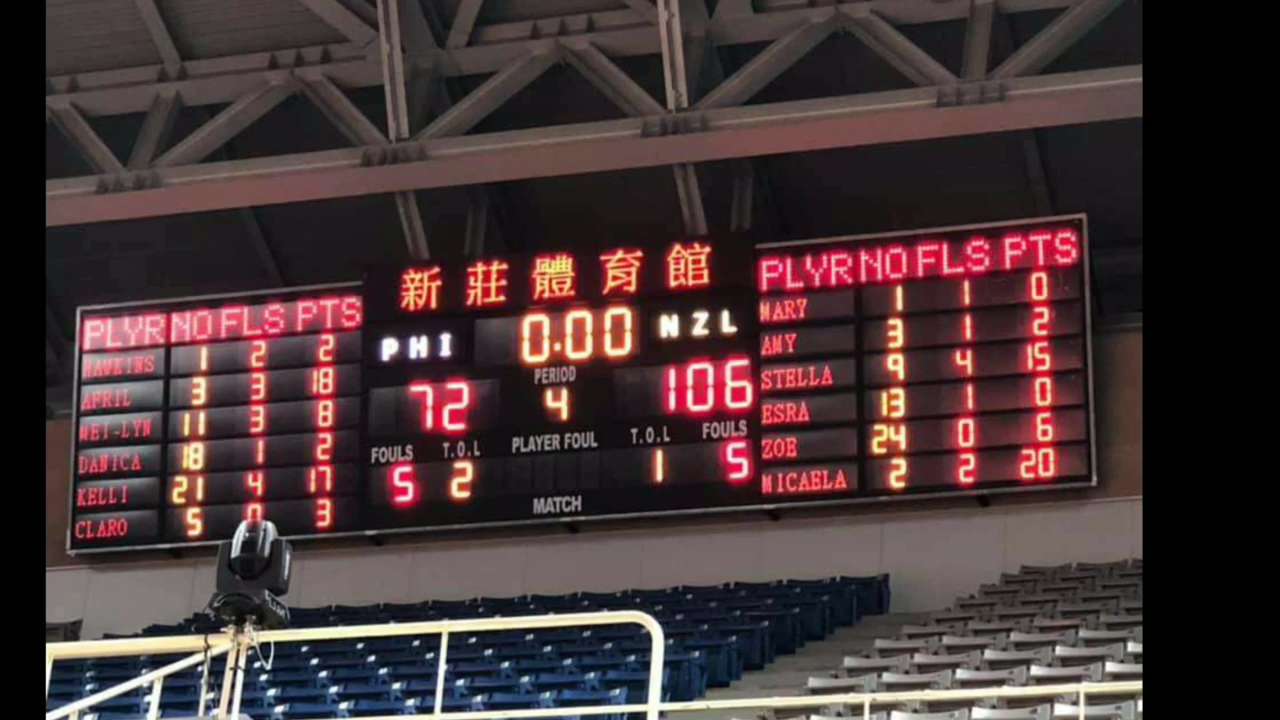 新莊體育館
PLYR NO FLS PTS
HAWKINS 1 2 2
APRIL 3 3 18
MEI-LYN 11 3 8
DANICA 18 1 2
KELLI 21 4 17
CLARO 5 0 3
PHI 0:00 NZL
PERIOD
72 4 106
FOULS T.O.L PLAYER FOUL T.O.L FOULS
5 2 1 5
MATCH
PLYR NO FLS PTS
MARY 1 1 0
AMY 3 1 2
STELLA 9 4 15
ESRA 13 1 0
ZOE 24 0 6
MICAELA 2 2 20